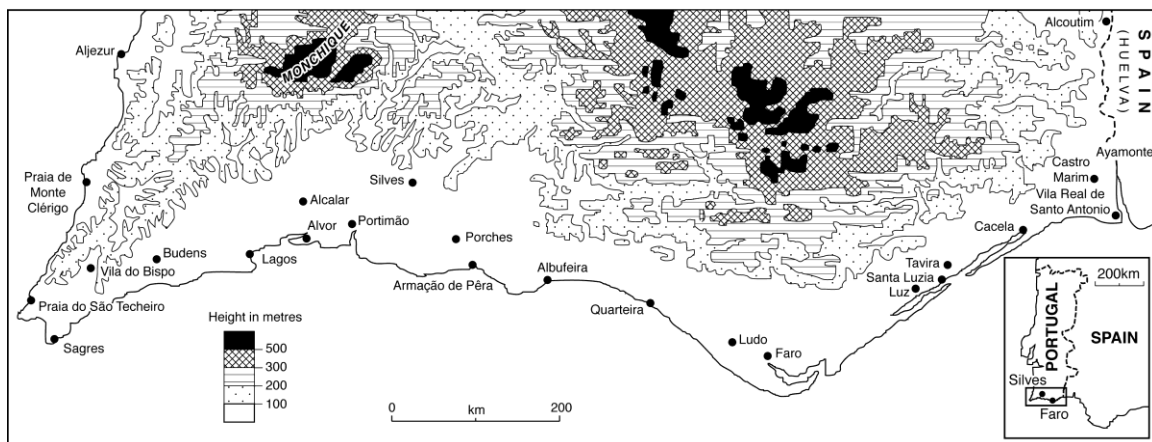 Alcoutim
SPAIN
(HUELVA)
Aljezur
MONCHIQUE
Ayamonte
Castro
Marim
Vila Real de
Santo Antonio
Praia de
Monte
Clérigo
Silves
Alcalar
Portimão
Alvor
Porches
Cacela
Budens
Lagos
Vila do Bispo
Armação de Pêra
Albufeira
Tavira
Santa Luzia
Luz
Praia do São Techeiro
Quarteira
Sagres
Ludo
Faro
Height in metres
500
300
200
100
0
km
200
200km
PORTUGAL
SPAIN
Silves
Faro